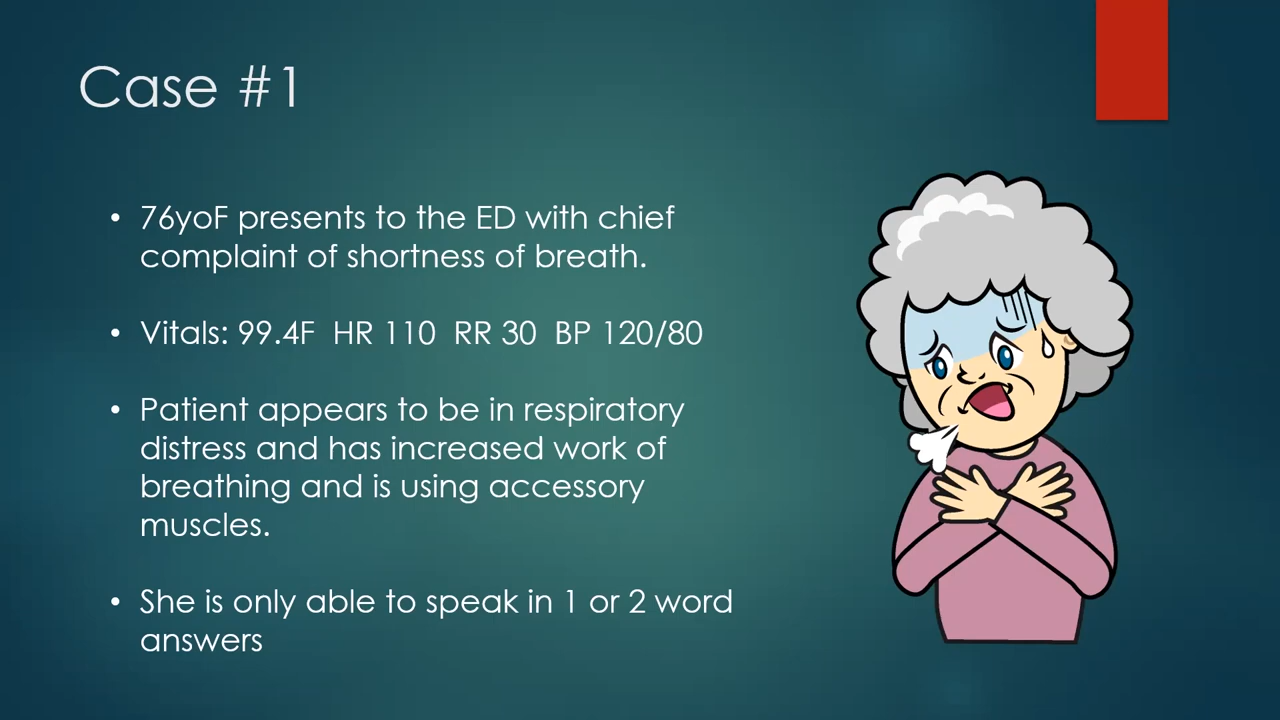 Case #1
• 76yoF presents to the ED with chief
complaint of shortness of breath.
• Vitals: 99.4F  HR 110  RR 30  BP 120/80
• Patient appears to be in respiratory
distress and has increased work of
breathing and is using accessory
muscles.
• She is only able to speak in 1 or 2 word
answers